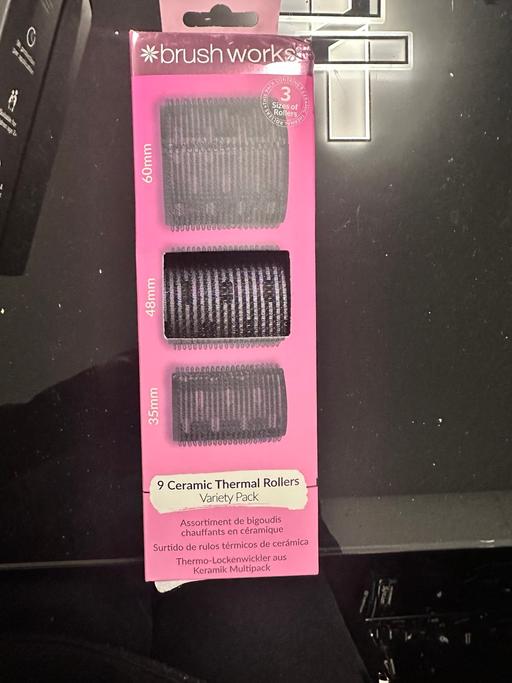 brushworks
3
Sizes of
Rollers
60mm
48mm
35mm
9 Ceramic Thermal Rollers
Variety Pack
Assortiment de bigoudis
chauffants en céramique
Surtido de rulos térmicos de cerámica
Thermo-Lockenwickler aus
Keramik Multipack